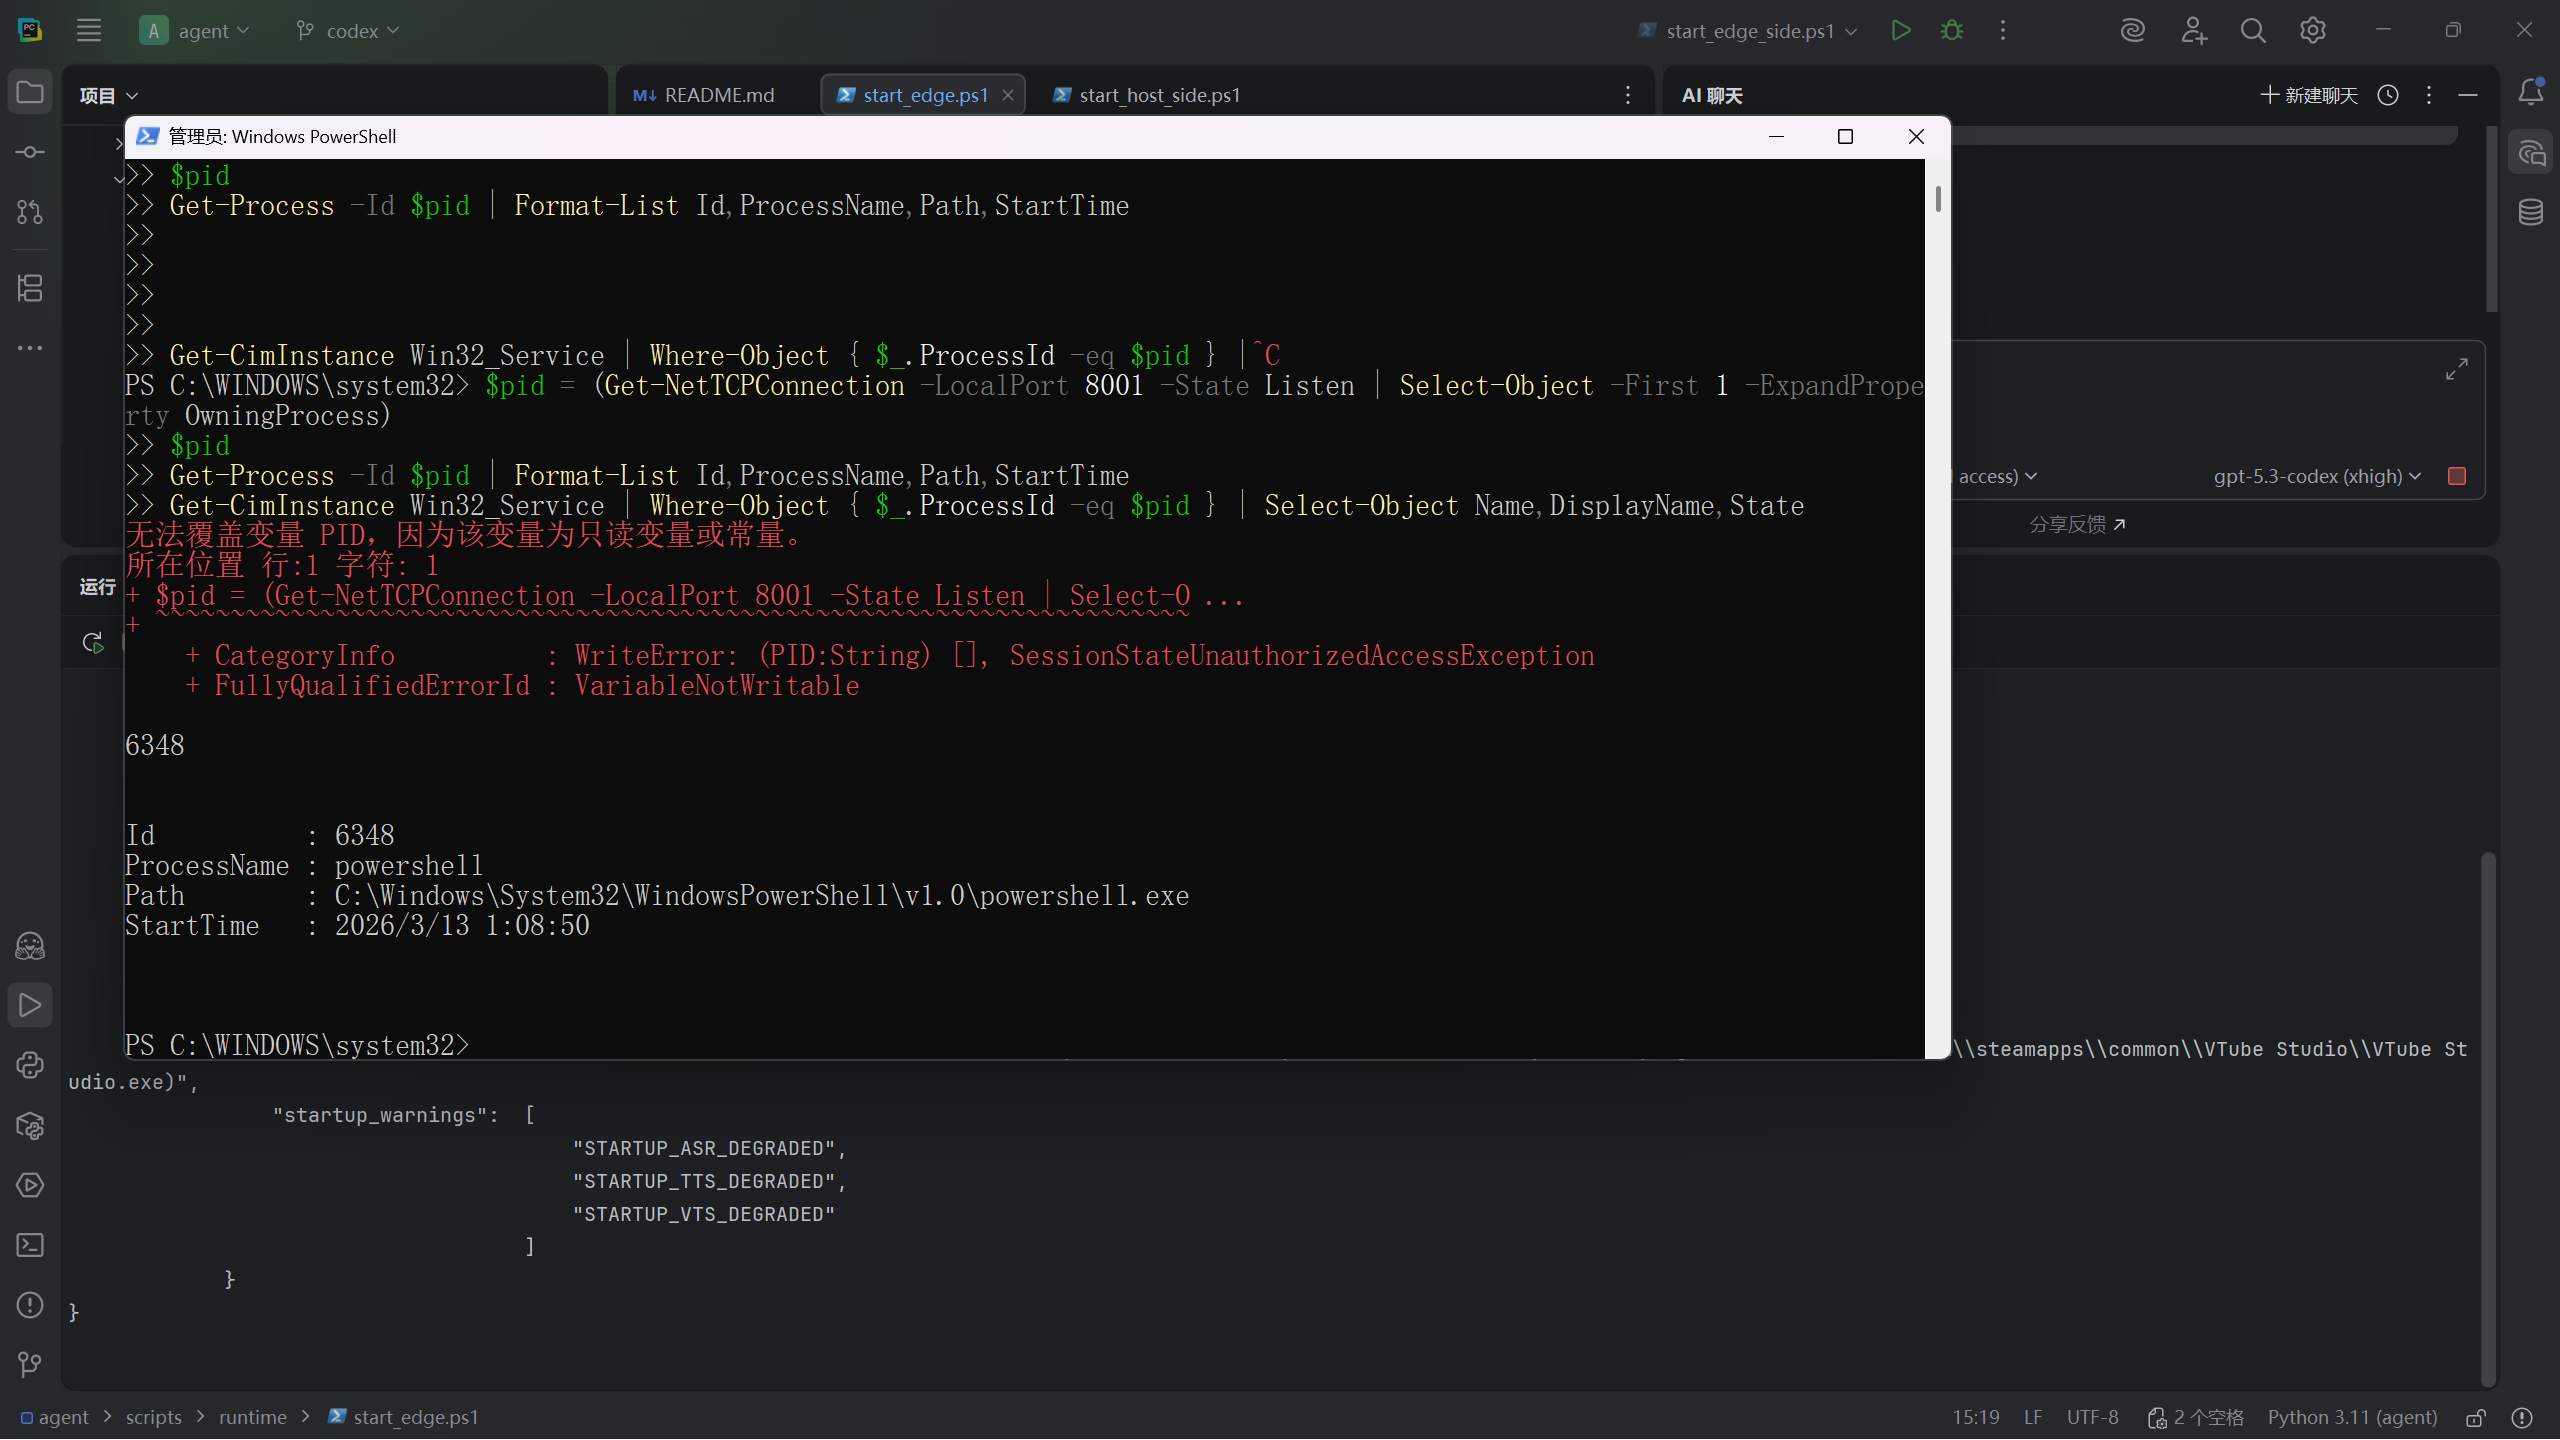 PC
A agent
codex
start_edge_side.ps1
项目
M↓ README.md
start_edge.ps1
start_host_side.ps1
AI 聊天
新建聊天
管理员: Windows PowerShell
>> $pid
>> Get-Process -Id $pid | Format-List Id,ProcessName,Path,StartTime
>>
>>
>>
>>
>> Get-CimInstance Win32_Service | Where-Object { $_.ProcessId -eq $pid } |^C
PS C:\WINDOWS\system32> $pid = (Get-NetTCPConnection -LocalPort 8001 -State Listen | Select-Object -First 1 -ExpandPrope
rty OwningProcess)
>> $pid
>> Get-Process -Id $pid | Format-List Id,ProcessName,Path,StartTime
>> Get-CimInstance Win32_Service | Where-Object { $_.ProcessId -eq $pid } | Select-Object Name,DisplayName,State
无法覆盖变量 PID，因为该变量为只读变量或常量。
所在位置 行:1 字符: 1
+ $pid = (Get-NetTCPConnection -LocalPort 8001 -State Listen | Select-O ...
+ ~~~~~~~~~~~~~~~~~~~~~~~~~~~~~~~~~~~~~~~~~~~~~~~~~~~~~~~~~~~~~~~~~~~~~
    + CategoryInfo          : WriteError: (PID:String) [], SessionStateUnauthorizedAccessException
    + FullyQualifiedErrorId : VariableNotWritable
6348
Id          : 6348
ProcessName : powershell
Path        : C:\Windows\System32\WindowsPowerShell\v1.0\powershell.exe
StartTime   : 2026/3/13 1:08:50
PS C:\WINDOWS\system32>
access)
gpt-5.3-codex (xhigh)
分享反馈 ↗
运行
\\steamapps\\common\\VTube Studio\\VTube St
udio.exe)",
"startup_warnings":  [
"STARTUP_ASR_DEGRADED",
"STARTUP_TTS_DEGRADED",
"STARTUP_VTS_DEGRADED"
]
}
}
agent > scripts > runtime > start_edge.ps1
15:19 LF UTF-8 2 个空格 Python 3.11 (agent)